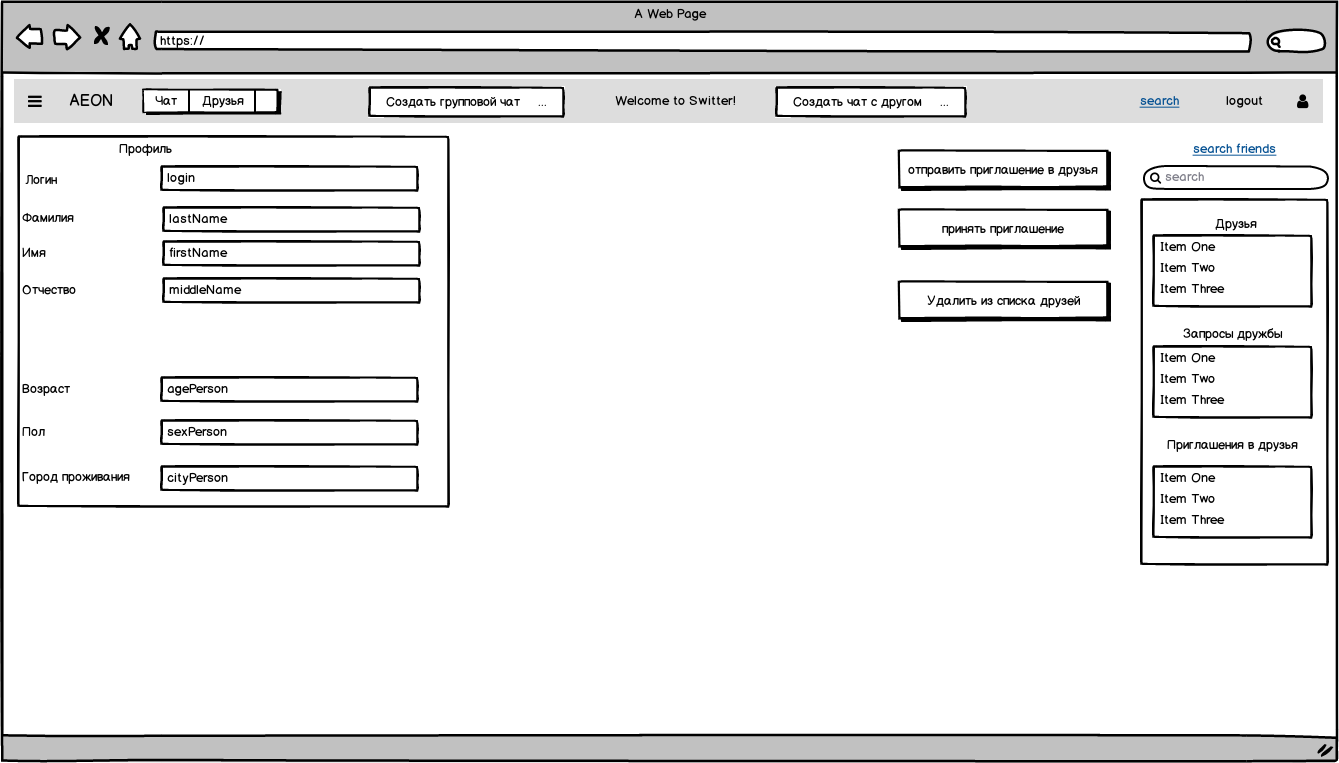 A Web Page
https://
AEON
Чат
Друзья
Создать групповой чат ...
Welcome to Switter!
Создать чат с другом ...
search
logout
Профиль
Логин
login
Фамилия
lastName
Имя
firstName
Отчество
middleName
Возраст
agePerson
Пол
sexPerson
Город проживания
cityPerson
отправить приглашение в друзья
принять приглашение
Удалить из списка друзей
search friends
search
Друзья
Item One
Item Two
Item Three
Запросы дружбы
Item One
Item Two
Item Three
Приглашения в друзья
Item One
Item Two
Item Three